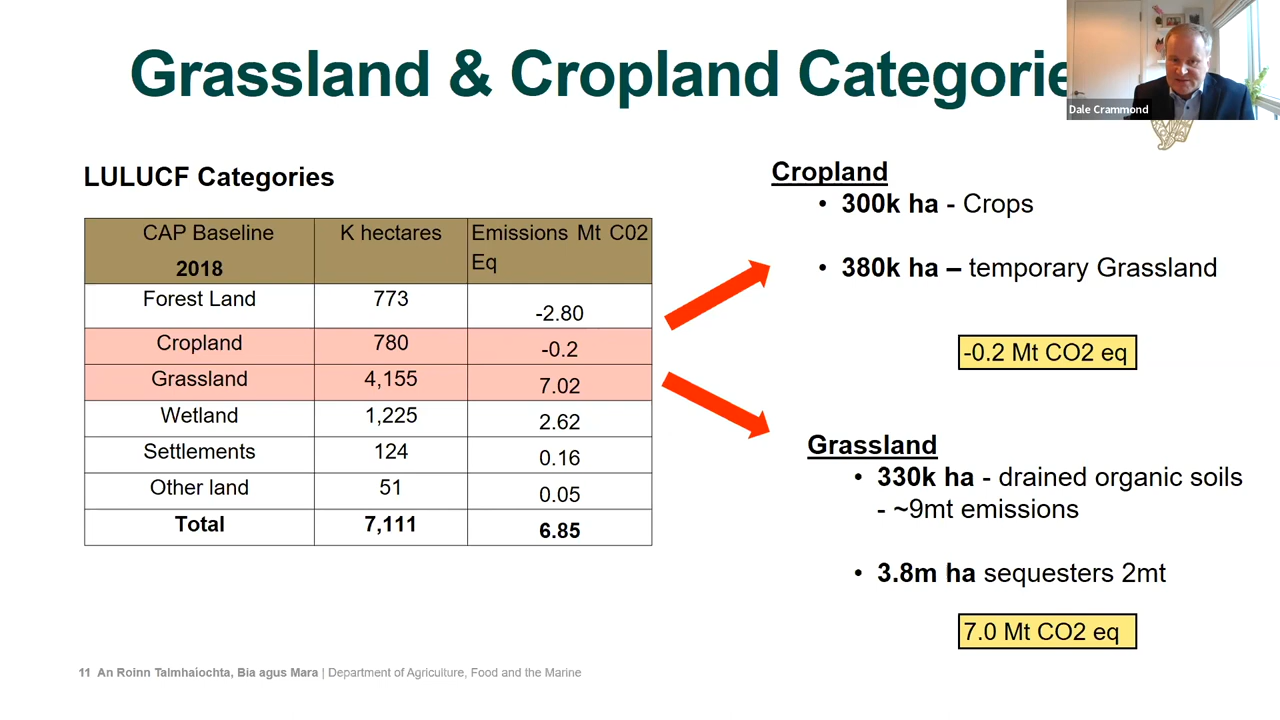 Grassland & Cropland Categorie
Dale Crammond
LULUCF Categories
CAP Baseline 2018 K hectares Emissions Mt C02 Eq
Forest Land 773 -2.80
Cropland 780 -0.2
Grassland 4,155 7.02
Wetland 1,225 2.62
Settlements 124 0.16
Other land 51 0.05
Total 7,111 6.85
Cropland
• 300k ha - Crops
• 380k ha – temporary Grassland
-0.2 Mt CO2 eq
Grassland
• 330k ha - drained organic soils
- ~9mt emissions
• 3.8m ha sequesters 2mt
7.0 Mt CO2 eq
11 An Roinn Talmhaíochta, Bia agus Mara | Department of Agriculture, Food and the Marine